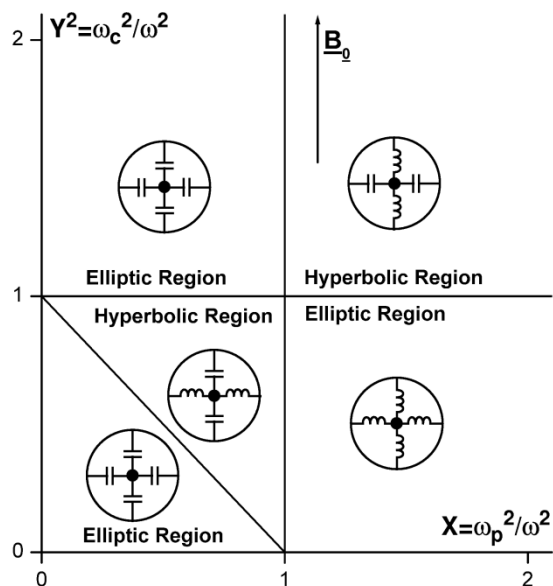 2
Y²=ω_c²/ω²
B_0
Elliptic Region
Hyperbolic Region
1
Hyperbolic Region
Elliptic Region
Elliptic Region
X=ω_p²/ω²
0
0
1
2